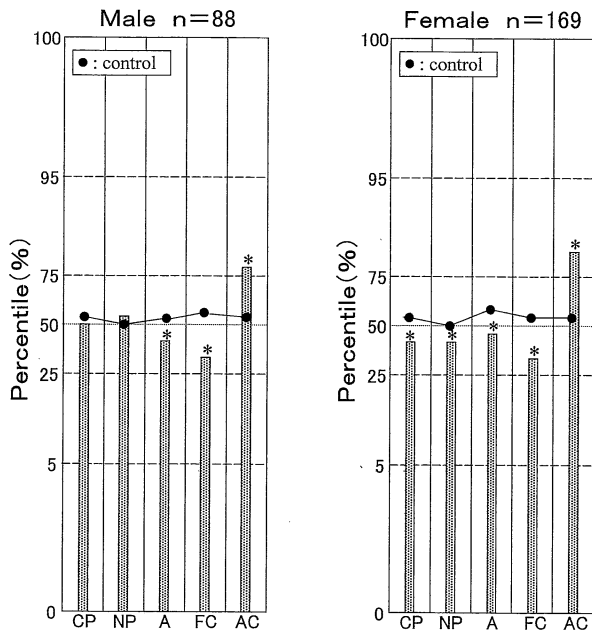 Male n=88
● : control
Percentile(%)
100
95
75
50
25
5
0
*
*
*
CP NP A FC AC
Female n=169
● : control
Percentile(%)
100
95
75
50
25
5
0
*
*
*
*
*
CP NP A FC AC